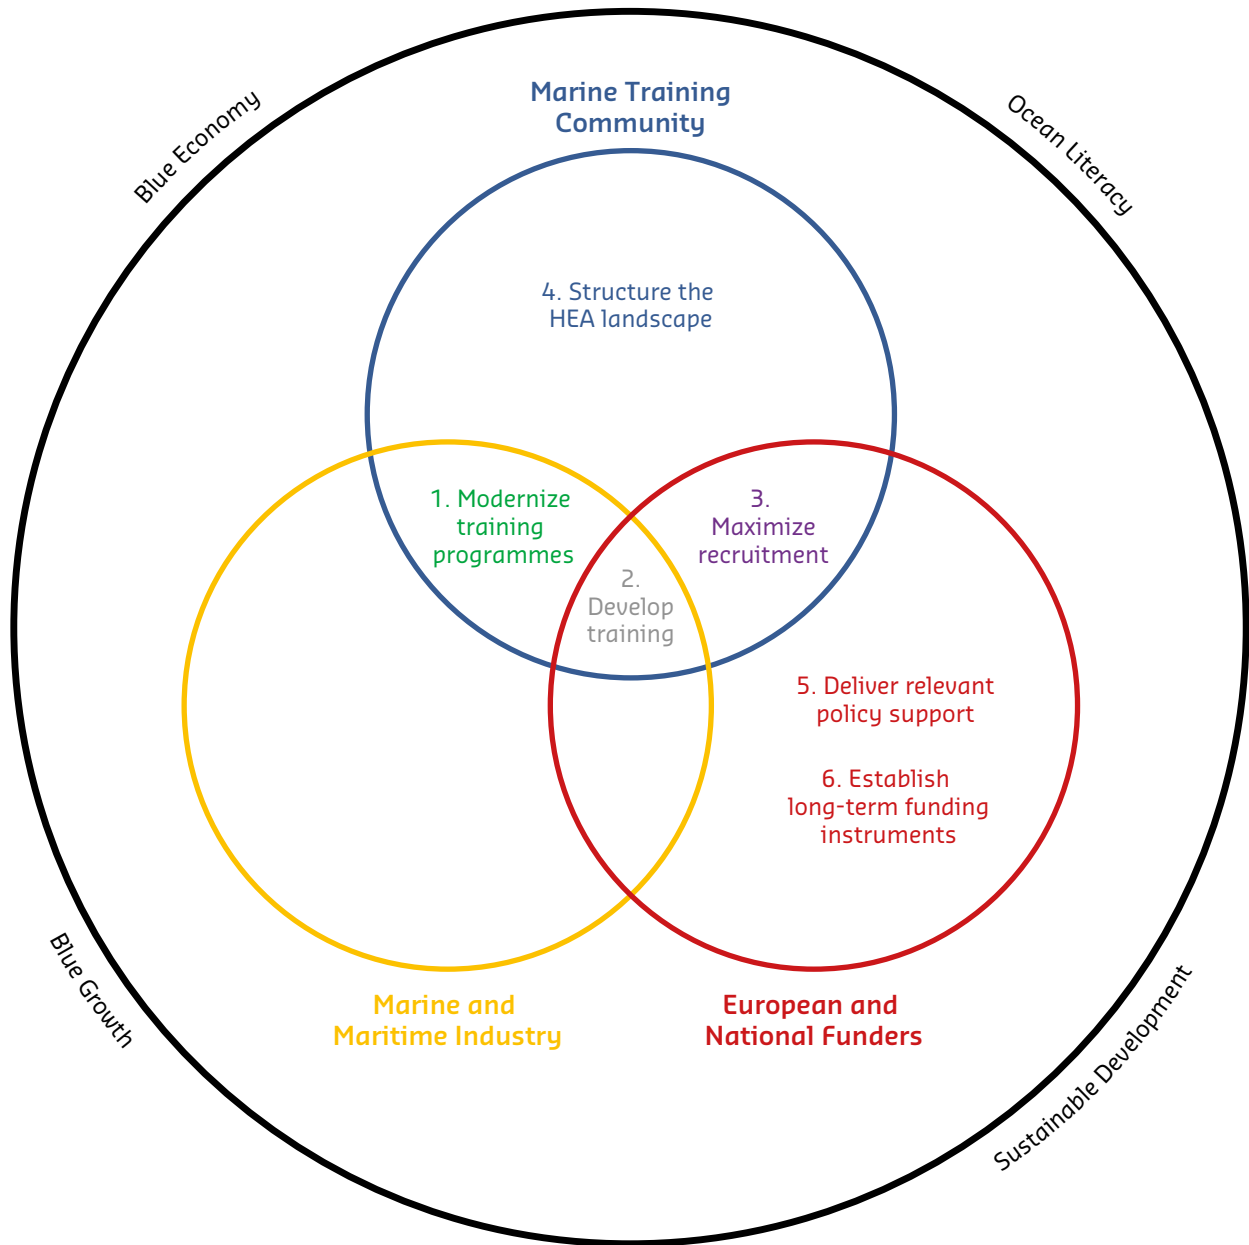 Marine Training
Community
Blue Economy
Ocean Literacy
4. Structure the
HEA landscape
1. Modernize
training
programmes
3.
Maximize
recruitment
2.
Develop
training
5. Deliver relevant
policy support
6. Establish
long-term funding
instruments
Blue Growth
Marine and
Maritime Industry
European and
National Funders
Sustainable Development